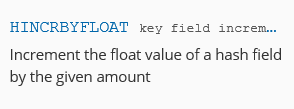 HINCRBYFLOAT key field increm…
Increment the float value of a hash field
by the given amount